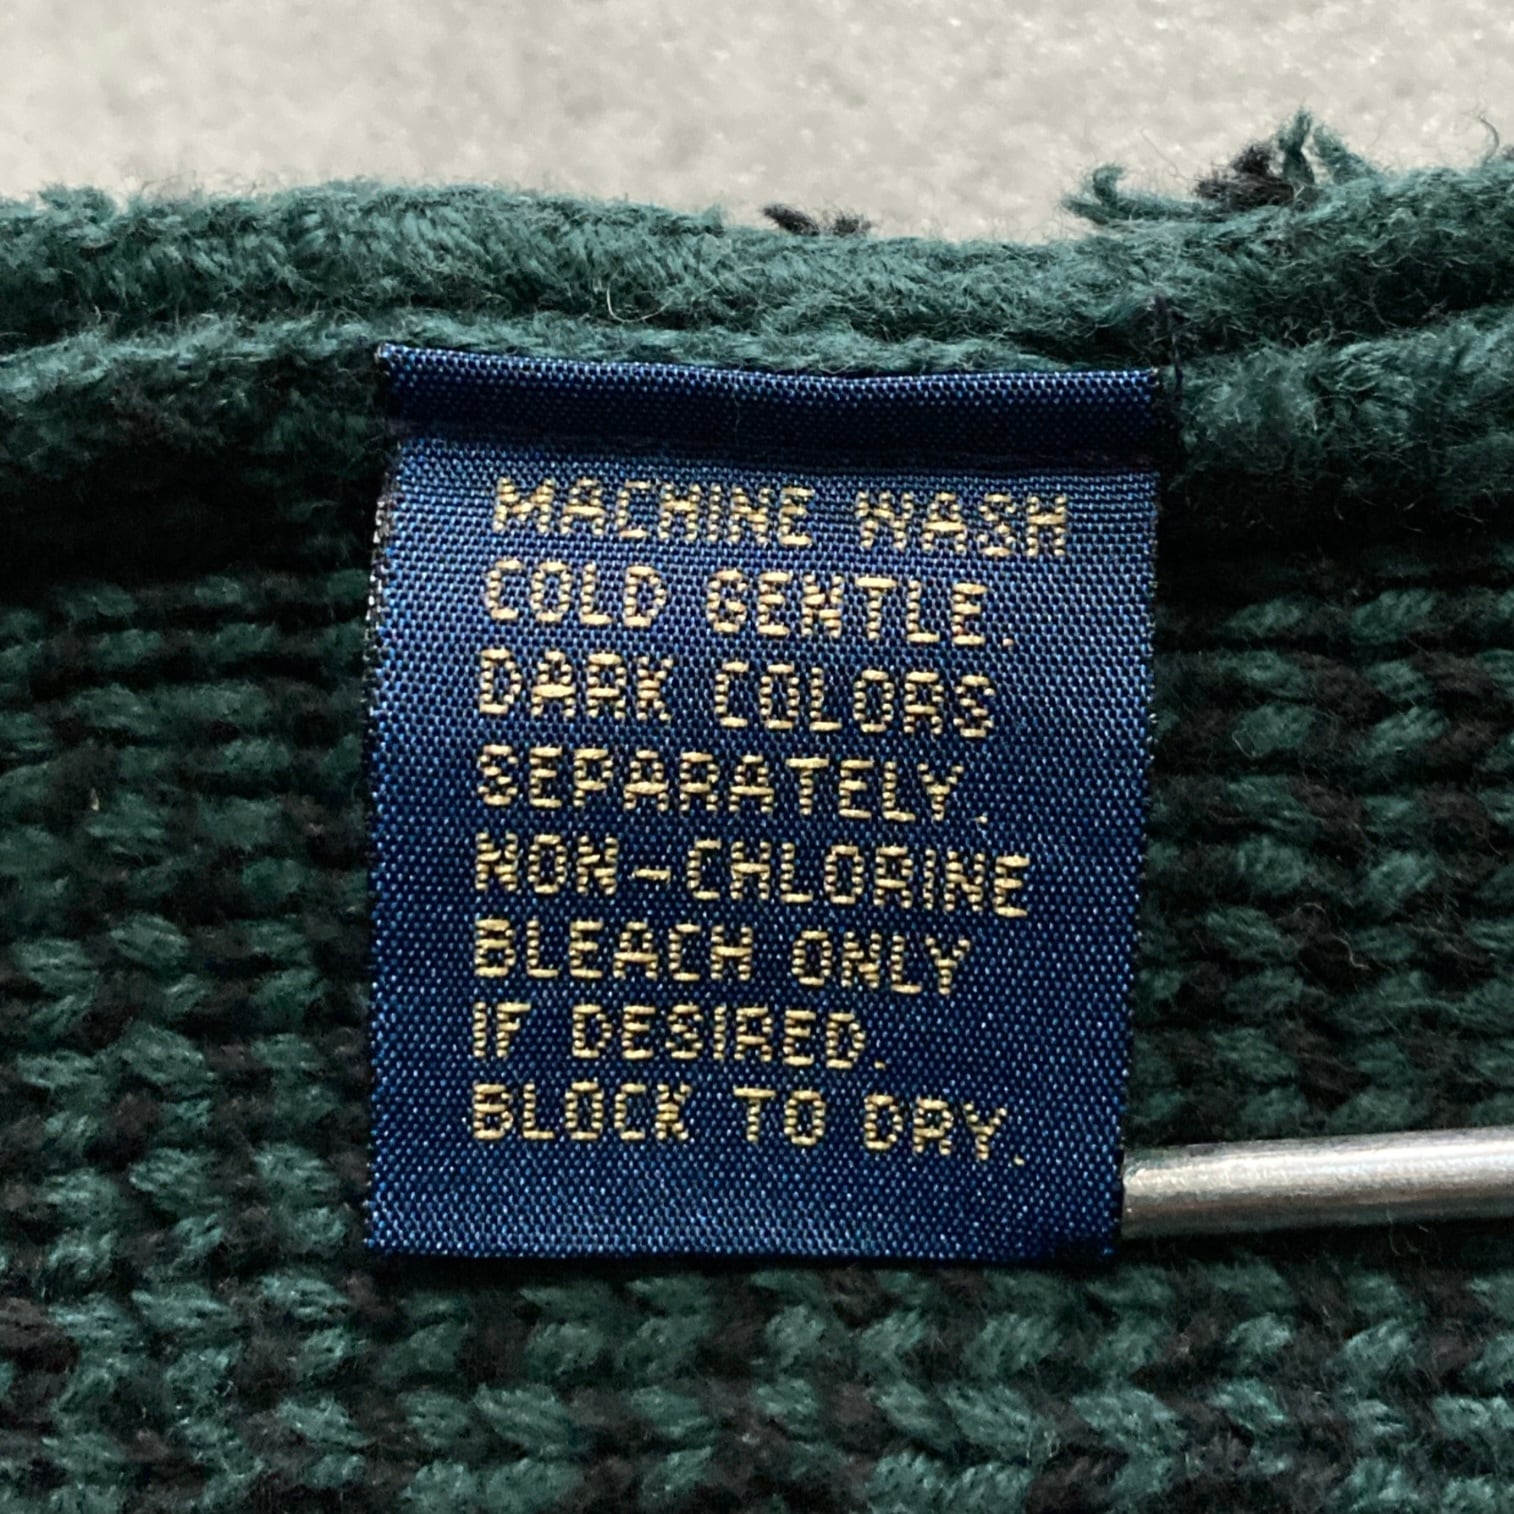 MACHINE WASH
COLD GENTLE.
DARK COLORS
SEPARATELY.
NON-CHLORINE
BLEACH ONLY
IF DESIRED.
BLOCK TO DRY.